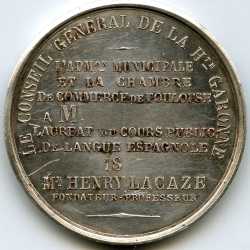 LE CONSEIL GÉNÉRAL DE LA HTE GARONNE
L'ADMON MUNICIPALE
ET LA CHAMBRE
DE COMMERCE DE TOULOUSE
A M
LAUREAT DU COURS PUBLIC
DE LANGUE ESPAGNOLE
18
MR HENRY LACAZE
FONDATEUR-PROFESSEUR